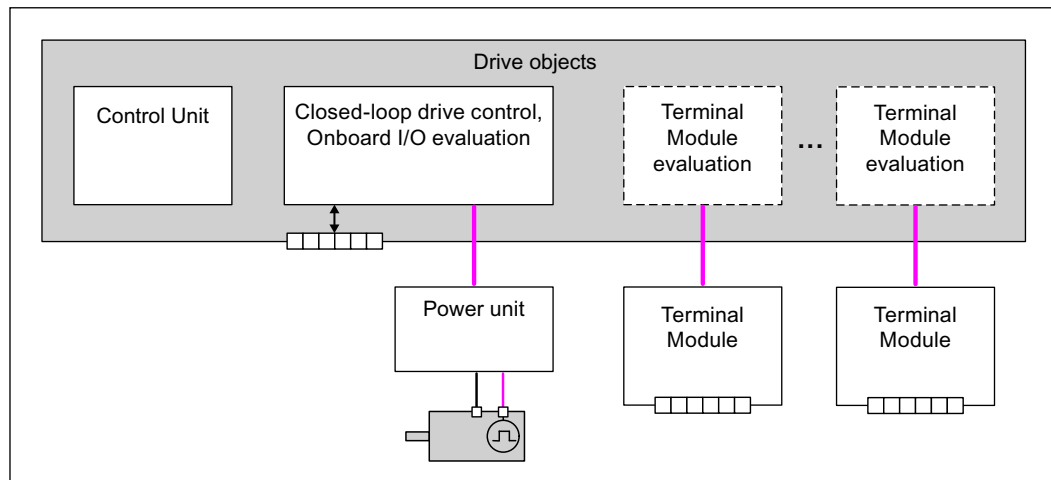 Drive objects
Control Unit
Closed-loop drive control,
Onboard I/O evaluation
Terminal
Module
evaluation
...
Terminal
Module
evaluation
Power unit
Terminal
Module
Terminal
Module